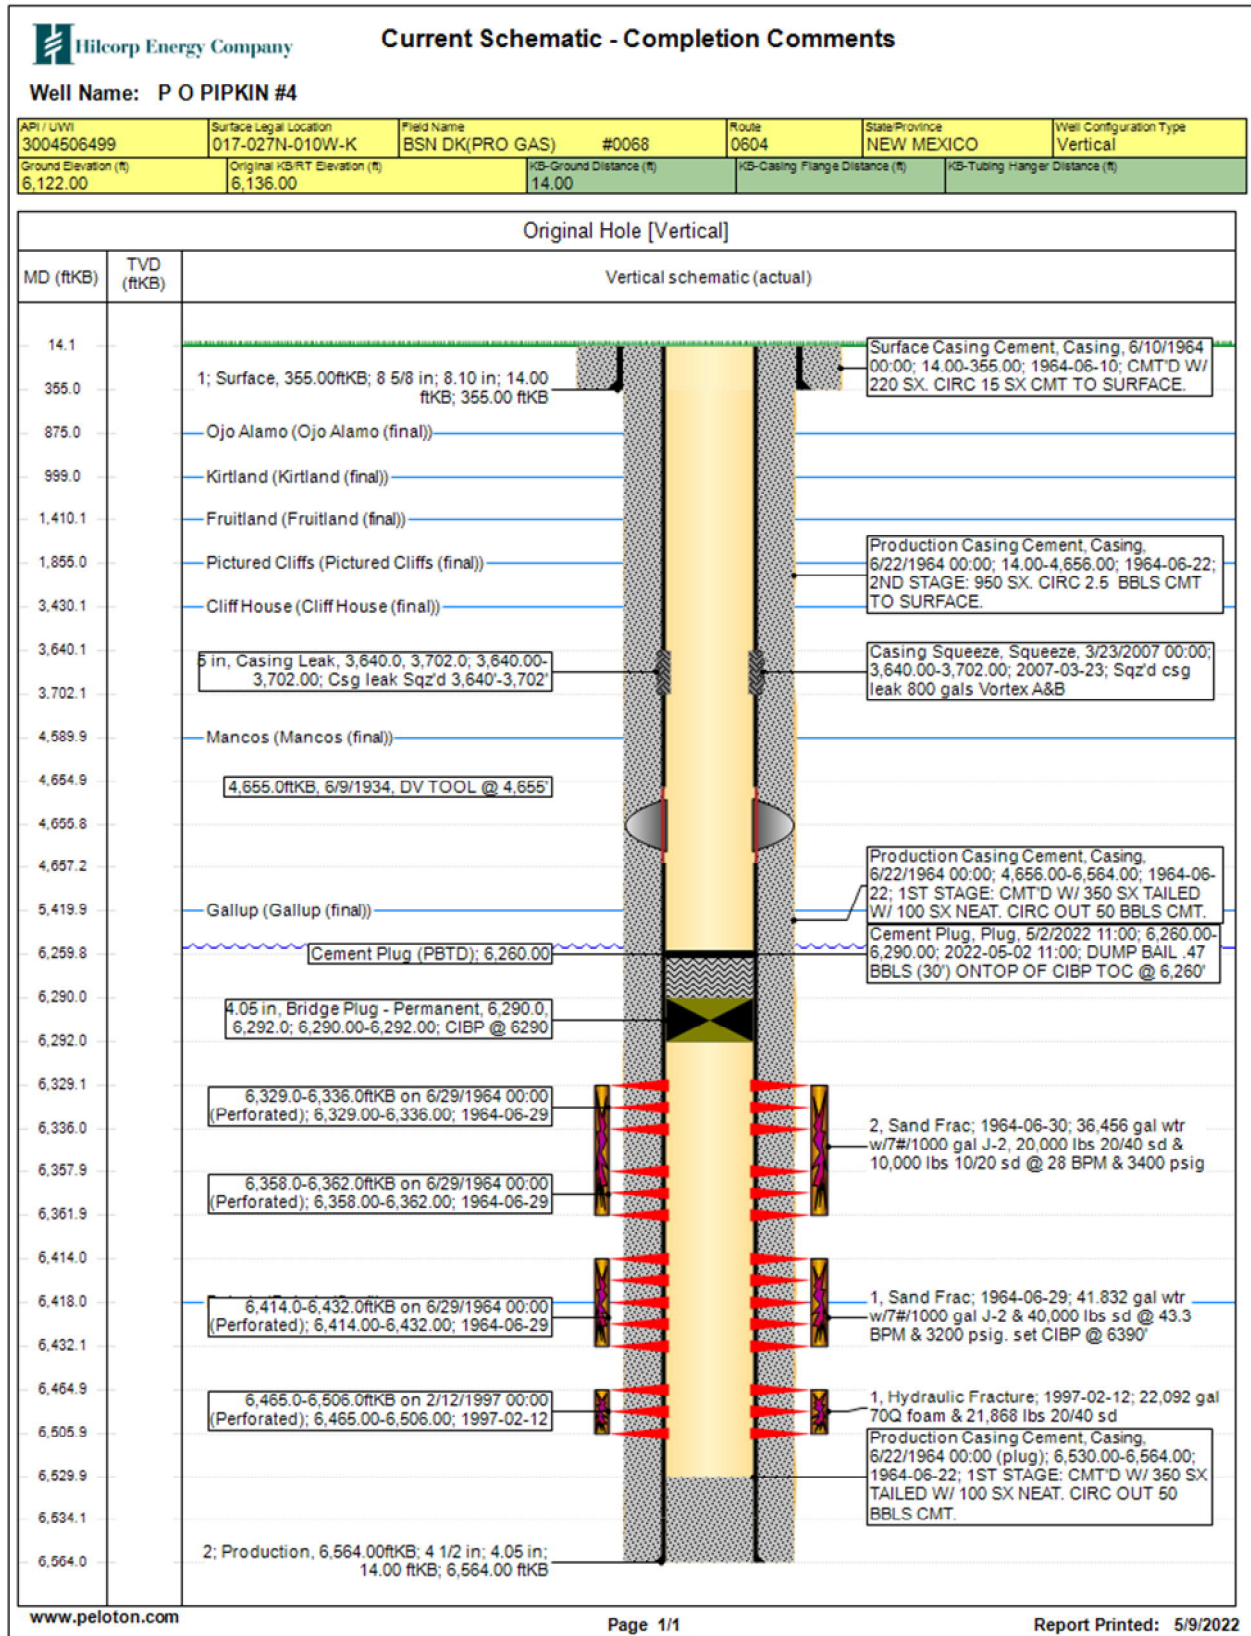 Hilcorp Energy Company
Current Schematic - Completion Comments
Well Name: P O PIPKIN #4
API / UWI
3004506499
Surface Legal Location
017-027N-010W-K
Field Name
BSN DK(PRO GAS) #0068
Route
0604
State/Province
NEW MEXICO
Well Configuration Type
Vertical
Ground Elevation (ft)
6,122.00
Original KB/RT Elevation (ft)
6,136.00
KB-Ground Distance (ft)
14.00
KB-Casing Flange Distance (ft)
KB-Tubing Hanger Distance (ft)
Original Hole [Vertical]
MD (ftKB)
TVD
(ftKB)
Vertical schematic (actual)
14.1
355.0
875.0
999.0
1,410.1
1,855.0
3,430.1
3,640.1
3,702.1
4,589.9
4,654.9
4,655.8
4,657.2
5,419.9
6,259.8
6,290.0
6,292.0
6,329.1
6,336.0
6,357.9
6,361.9
6,414.0
6,418.0
6,432.1
6,464.9
6,505.9
6,529.9
6,534.1
6,564.0
1; Surface, 355.00ftKB; 8 5/8 in; 8.10 in; 14.00
ftKB; 355.00 ftKB
Ojo Alamo (Ojo Alamo (final))
Kirtland (Kirtland (final))
Fruitland (Fruitland (final))
Pictured Cliffs (Pictured Cliffs (final))
Cliff House (Cliff House (final))
5 in, Casing Leak, 3,640.0, 3,702.0; 3,640.00-
3,702.00; Csg leak Sqz'd 3,640'-3,702'
Mancos (Mancos (final))
4,655.0ftKB, 6/9/1934, DV TOOL @ 4,655'
Gallup (Gallup (final))
Cement Plug (PBTD); 6,260.00
4.05 in, Bridge Plug - Permanent, 6,290.0,
6,292.0; 6,290.00-6,292.00; CIBP @ 6290
6,329.0-6,336.0ftKB on 6/29/1964 00:00
(Perforated); 6,329.00-6,336.00; 1964-06-29
6,358.0-6,362.0ftKB on 6/29/1964 00:00
(Perforated); 6,358.00-6,362.00; 1964-06-29
6,414.0-6,432.0ftKB on 6/29/1964 00:00
(Perforated); 6,414.00-6,432.00; 1964-06-29
6,465.0-6,506.0ftKB on 2/12/1997 00:00
(Perforated); 6,465.00-6,506.00; 1997-02-12
2; Production, 6,564.00ftKB; 4 1/2 in; 4.05 in;
14.00 ftKB; 6,564.00 ftKB
Surface Casing Cement, Casing, 6/10/1964
00:00; 14.00-355.00; 1964-06-10; CMT'D W/
220 SX. CIRC 15 SX CMT TO SURFACE.
Production Casing Cement, Casing,
6/22/1964 00:00; 14.00-4,656.00; 1964-06-22;
2ND STAGE: 950 SX. CIRC 2.5 BBLS CMT
TO SURFACE.
Casing Squeeze, Squeeze, 3/23/2007 00:00;
3,640.00-3,702.00; 2007-03-23; Sqz'd csg
leak 800 gals Vortex A&B
Production Casing Cement, Casing,
6/22/1964 00:00; 4,656.00-6,564.00; 1964-06-
22; 1ST STAGE: CMT'D W/ 350 SX TAILED
W/ 100 SX NEAT. CIRC OUT 50 BBLS CMT.
Cement Plug, Plug, 5/2/2022 11:00; 6,260.00-
6,290.00; 2022-05-02 11:00; DUMP BAIL .47
BBLS (30') ONTOP OF CIBP TOC @ 6,260'
2, Sand Frac; 1964-06-30; 36,456 gal wtr
w/7#/1000 gal J-2, 20,000 lbs 20/40 sd &
10,000 lbs 10/20 sd @ 28 BPM & 3400 psig
1, Sand Frac; 1964-06-29; 41.832 gal wtr
w/7#/1000 gal J-2 & 40,000 lbs sd @ 43.3
BPM & 3200 psig. set CIBP @ 6390'
1, Hydraulic Fracture; 1997-02-12; 22,092 gal
70Q foam & 21,868 lbs 20/40 sd
Production Casing Cement, Casing,
6/22/1964 00:00 (plug); 6,530.00-6,564.00;
1964-06-22; 1ST STAGE: CMT'D W/ 350 SX
TAILED W/ 100 SX NEAT. CIRC OUT 50
BBLS CMT.
www.peloton.com
Page 1/1
Report Printed: 5/9/2022